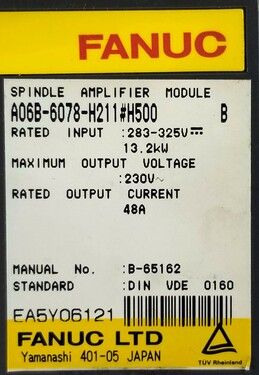 FANUC
SPINDLE AMPLIFIER MODULE
A06B-6078-H211#H500 B
RATED INPUT :283-325V⎓
13.2kW
MAXIMUM OUTPUT VOLTAGE
:230V~
RATED OUTPUT CURRENT
48A
MANUAL No. :B-65162
STANDARD :DIN VDE 0160
EA5Y06121
FANUC LTD
Yamanashi 401-05 JAPAN
TÜV Rheinland